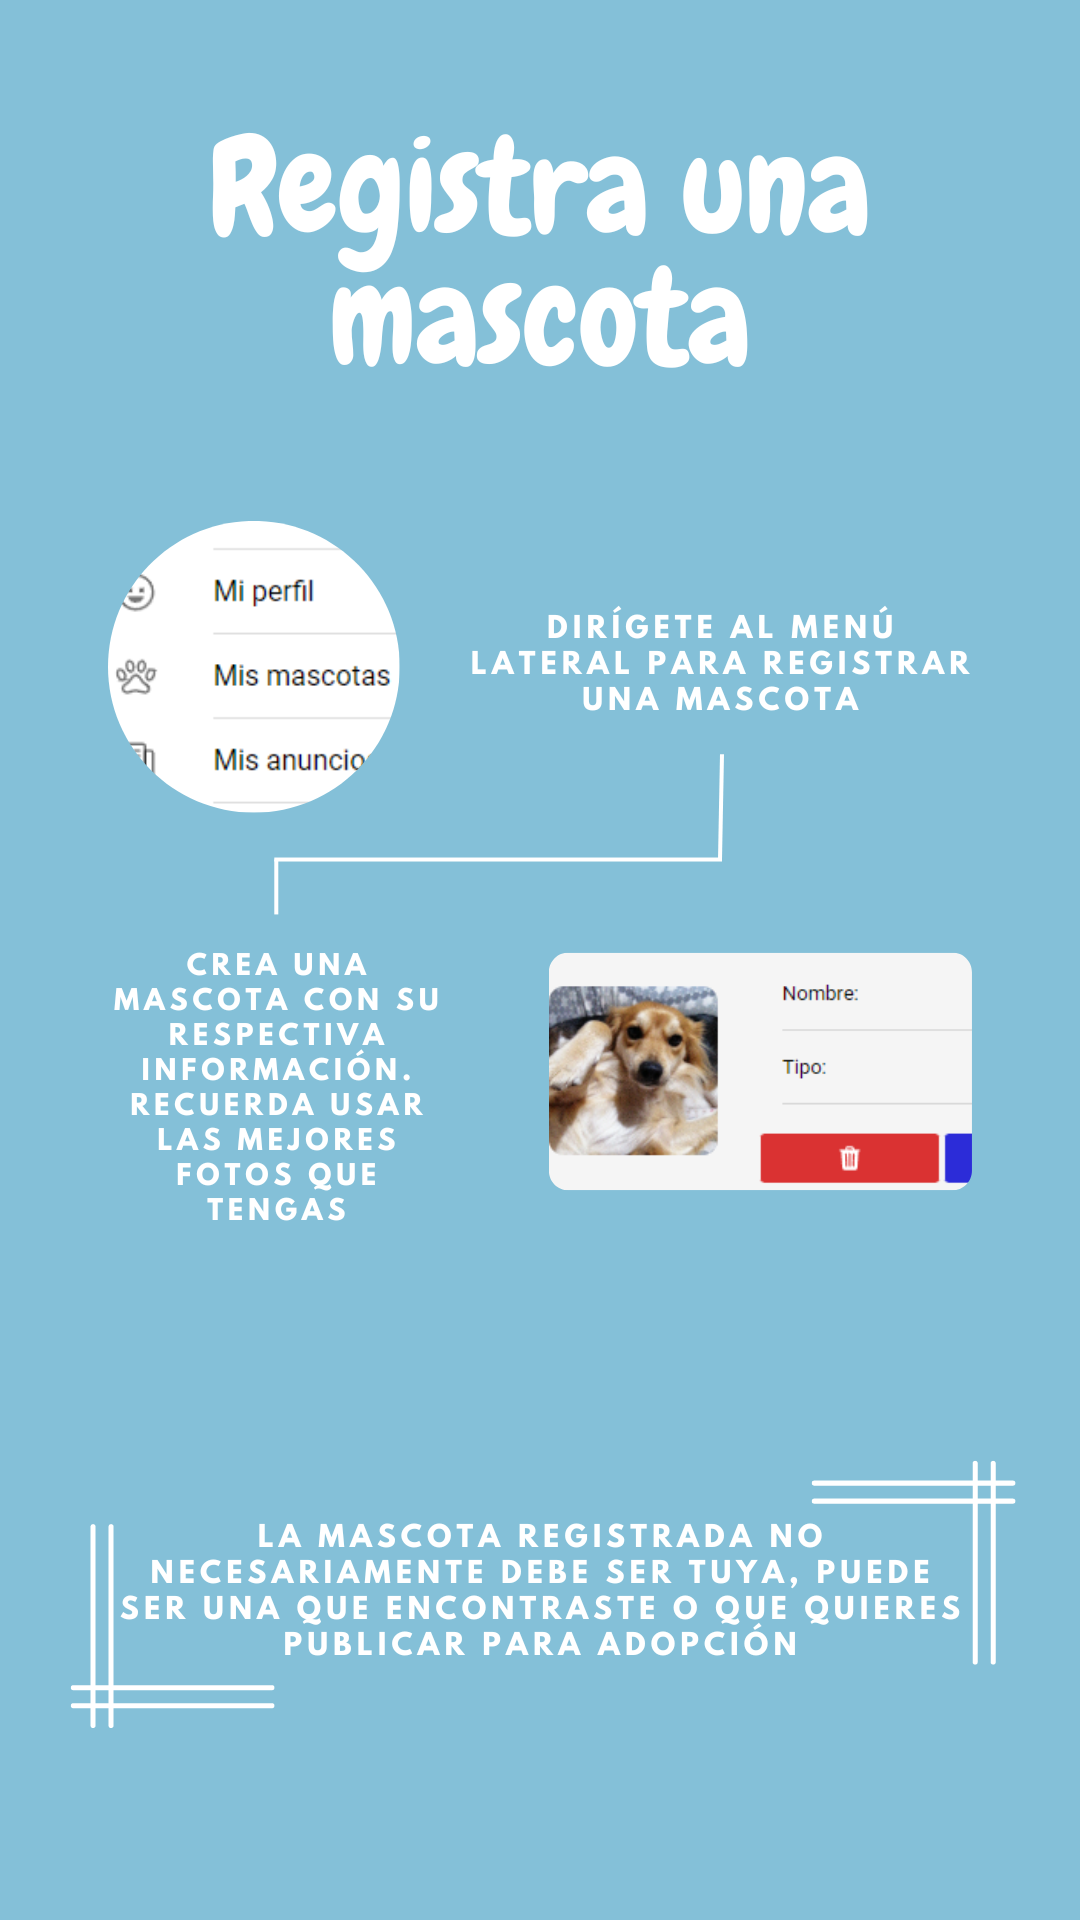 Registra una
mascota
Mi perfil
Mis mascotas
Mis anuncio
DIRÍGETE AL MENÚ
LATERAL PARA REGISTRAR
UNA MASCOTA
CREA UNA
MASCOTA CON SU
RESPECTIVA
INFORMACIÓN.
RECUERDA USAR
LAS MEJORES
FOTOS QUE
TENGAS
Nombre:
Tipo:
LA MASCOTA REGISTRADA NO
NECESARIAMENTE DEBE SER TUYA, PUEDE
SER UNA QUE ENCONTRASTE O QUE QUIERES
PUBLICAR PARA ADOPCIÓN